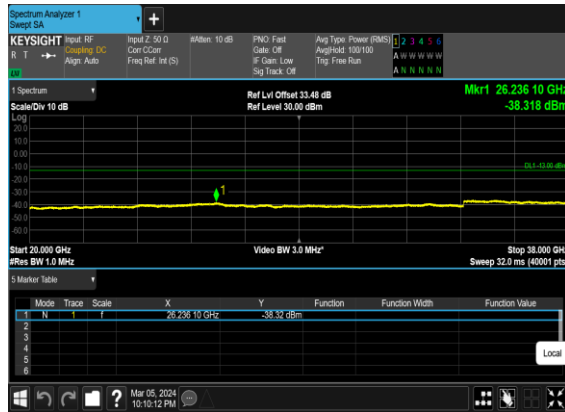 Spectrum Analyzer 1
Swept SA
+
KEYSIGHT Input: RF Input Z: 50 Ω #Atten: 10 dB PNO: Fast Avg Type: Power (RMS) 1 2 3 4 5 6
R T Coupling: DC Corr CCorr Gate: Off Avg|Hold: 100/100 A W W W W W
Align: Auto Freq Ref: Int (S) IF Gain: Low Trig: Free Run
Sig Track: Off A N N N N N
1 Spectrum
Scale/Div 10 dB
Ref Lvl Offset 33.48 dB
Ref Level 30.00 dBm
Mkr1 26.236 10 GHz
-38.318 dBm
Log
20.0
10.0
0.00
-10.0
DL1 -13.00 dBm
-20.0
-30.0
1
-40.0
-50.0
-60.0
Start 20.000 GHz Video BW 3.0 MHz* Stop 38.000 GHz
#Res BW 1.0 MHz Sweep 32.0 ms (40001 pts)
5 Marker Table
Mode Trace Scale X Y Function Function Width Function Value
1 N 1 f 26.236 10 GHz -38.32 dBm
2
3
4
5
6
Local
?
Mar 05, 2024
10:10:12 PM